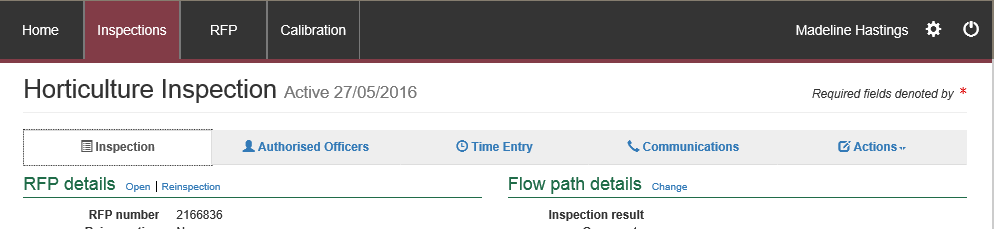 Home Inspections RFP Calibration Madeline Hastings
Horticulture Inspection Active 27/05/2016 Required fields denoted by *
Inspection Authorised Officers Time Entry Communications Actions
RFP details Open | Reinspection Flow path details Change
RFP number 2166836 Inspection result